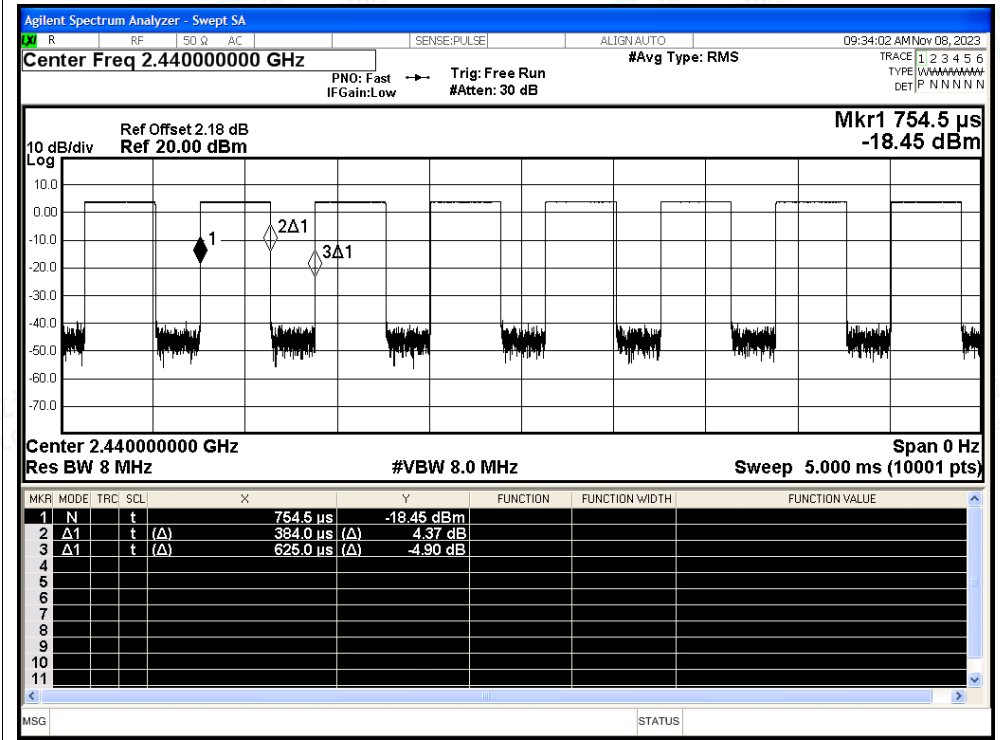 Agilent Spectrum Analyzer - Swept SA
LXI R RF 50 Ω AC SENSE:PULSE ALIGN AUTO 09:34:02 AM Nov 08, 2023
Center Freq 2.440000000 GHz #Avg Type: RMS TRACE 1 2 3 4 5 6
PNO: Fast Trig: Free Run TYPE WWWWWW
IFGain:Low #Atten: 30 dB DET P N N N N N
Mkr1 754.5 µs
Ref Offset 2.18 dB
10 dB/div Ref 20.00 dBm -18.45 dBm
Log
10.0
0.00
2Δ1
1
-10.0
3Δ1
-20.0
-30.0
-40.0
-50.0
-60.0
-70.0
Center 2.440000000 GHz Span 0 Hz
Res BW 8 MHz #VBW 8.0 MHz Sweep 5.000 ms (10001 pts)
MKR MODE TRC SCL X Y FUNCTION FUNCTION WIDTH FUNCTION VALUE
1 N t 754.5 µs -18.45 dBm
2 Δ1 t (Δ) 384.0 µs (Δ) 4.37 dB
3 Δ1 t (Δ) 625.0 µs (Δ) -4.90 dB
4
5
6
7
8
9
10
11
MSG STATUS